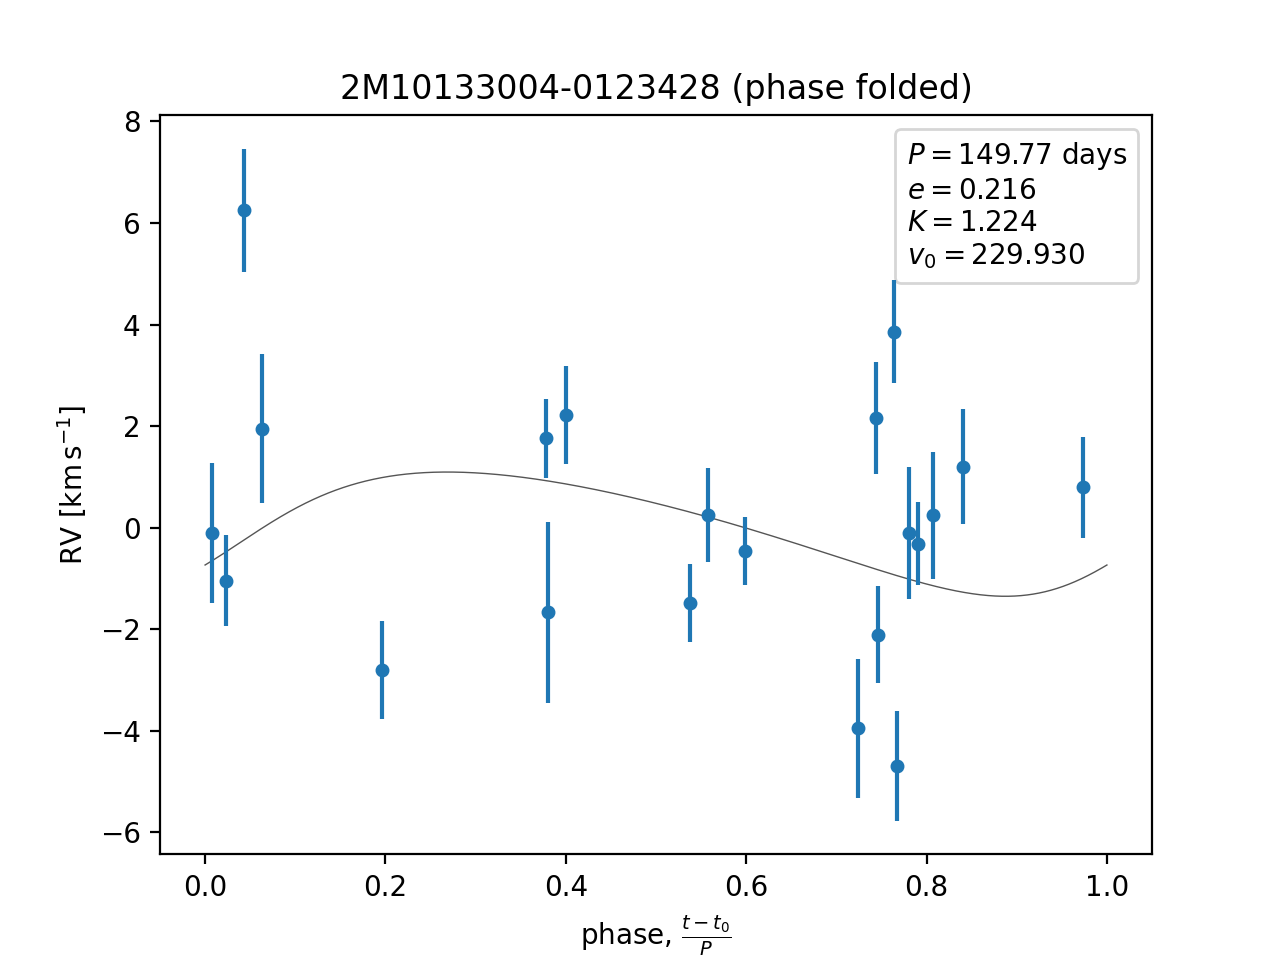 2M10133004-0123428 (phase folded)
P = 149.77 days
e = 0.216
K = 1.224
v₀ = 229.930
8
6
4
2
0
−2
−4
−6
RV [km s⁻¹]
0.0 0.2 0.4 0.6 0.8 1.0
phase, (t − t₀)/P